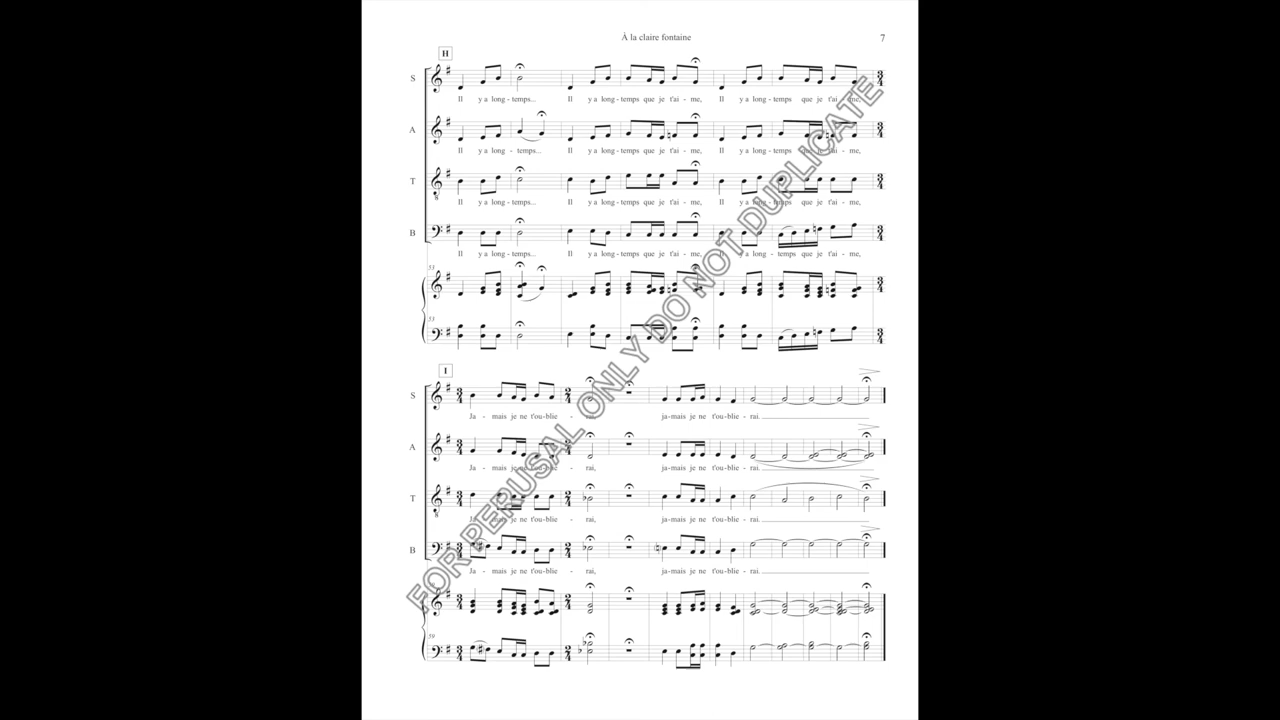 À la claire fontaine
7
H
S
Il y a long - temps... Il y a long - temps que je t'ai - me, Il y a long - temps que je t'ai - me,
A
Il y a long - temps... Il y a long - temps que je t'ai - me, Il y a long - temps que je t'ai - me,
T
Il y a long - temps... Il y a long - temps que je t'ai - me, Il y a long - temps que je t'ai - me,
B
Il y a long - temps... Il y a long - temps que je t'ai - me, Il y a long - temps que je t'ai - me,
53
53
I
S
Ja - mais je ne t'ou-blie - rai, ja-mais je ne t'ou-blie - rai.
A
Ja - mais je ne t'ou-blie - rai, ja-mais je ne t'ou-blie - rai.
T
Ja - mais je ne t'ou-blie - rai, ja-mais je ne t'ou-blie - rai.
B
Ja - mais je ne t'ou-blie - rai, ja-mais je ne t'ou-blie - rai.
59
FOR PERUSAL ONLY DO NOT DUPLICATE